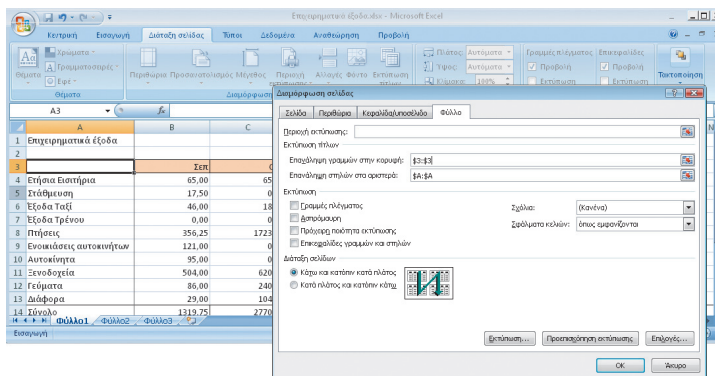 Επιχειρηματικα έξοδα.xlsx - Microsoft Excel
Κεντρική Εισαγωγή Διάταξη σελίδας Τύποι Δεδομένα Αναθεώρηση Προβολή
Θέματα
Χρώματα
Γραμματοσειρές
Εφέ
Θέματα
Περιθώρια Προσανατολισμός Μέγεθος Περιοχή Αλλαγές Φόντο Εκτύπωση
Πλάτος: Αυτόματο
Ύψος: Αυτόματο
Κλίμακα: 100%
Γραμμές πλέγματος Επικεφαλίδες
Προβολή Προβολή
Εκτύπωση Εκτύπωση
Τακτοποίηση
A3 fx
A B C N
1 Επιχειρηματικά έξοδα
2
3 Σεπ
4 Ετήσια Εισιτήρια 65,00 65
5 Στάθμευση 17,50 0
6 Έξοδα Ταξί 46,00 18
7 Έξοδα Τρένου 0,00 0
8 Πτήσεις 356,25 1723
9 Ενοικιάσεις αυτοκινήτων 121,00 0
10 Αυτοκίνητα 95,00 0
11 Ξενοδοχεία 504,00 620
12 Γεύματα 86,00 240
13 Διάφορα 29,00 104
14 Σύνολο 1319,75 2770
Φύλλο1 Φύλλο2 Φύλλο3
Εισαγωγή
Διαμόρφωση σελίδας
Σελίδα Περιθώρια Κεφαλίδα/υποσέλιδο Φύλλο
Περιοχή εκτύπωσης:
Εκτύπωση τίτλων
Επανάληψη γραμμών στην κορυφή: $3:$3
Επανάληψη στηλών στα αριστερά: $A:$A
Εκτύπωση
Γραμμές πλέγματος
Ασπρόμαυρη
Πρόχειρη ποιότητα εκτύπωσης
Επικεφαλίδες γραμμών και στηλών
Σχόλια: (Κανένα)
Σφάλματα κελιών: όπως εμφανίζονται
Διάταξη σελίδων
Κάτω και κατόπιν κατά πλάτος
Κατά πλάτος και κατόπιν κάτω
Εκτύπωση... Προεπισκόπηση εκτύπωσης Επιλογές...
OK Άκυρο